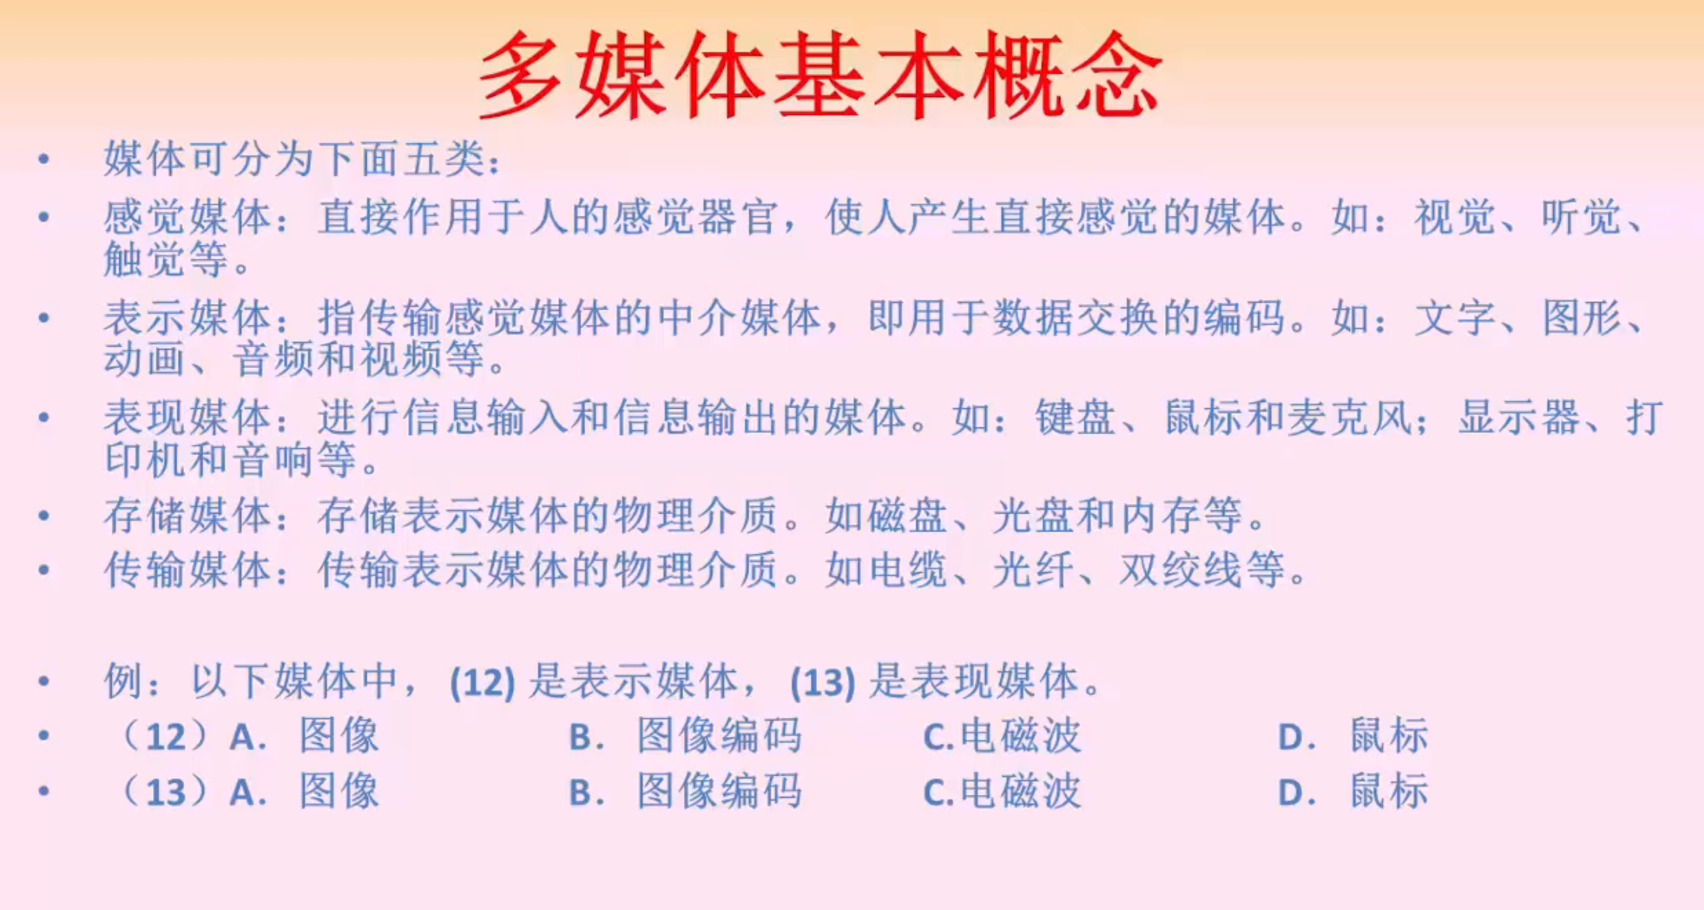 多媒体基本概念
• 媒体可分为下面五类：
• 感觉媒体：直接作用于人的感觉器官，使人产生直接感觉的媒体。如：视觉、听觉、
触觉等。
• 表示媒体：指传输感觉媒体的中介媒体，即用于数据交换的编码。如：文字、图形、
动画、音频和视频等。
• 表现媒体：进行信息输入和信息输出的媒体。如：键盘、鼠标和麦克风；显示器、打
印机和音响等。
• 存储媒体：存储表示媒体的物理介质。如磁盘、光盘和内存等。
• 传输媒体：传输表示媒体的物理介质。如电缆、光纤、双绞线等。
• 例：以下媒体中， (12) 是表示媒体， (13) 是表现媒体。
• （12）A． 图像 B． 图像编码 C.电磁波 D． 鼠标
• （13）A． 图像 B． 图像编码 C.电磁波 D． 鼠标